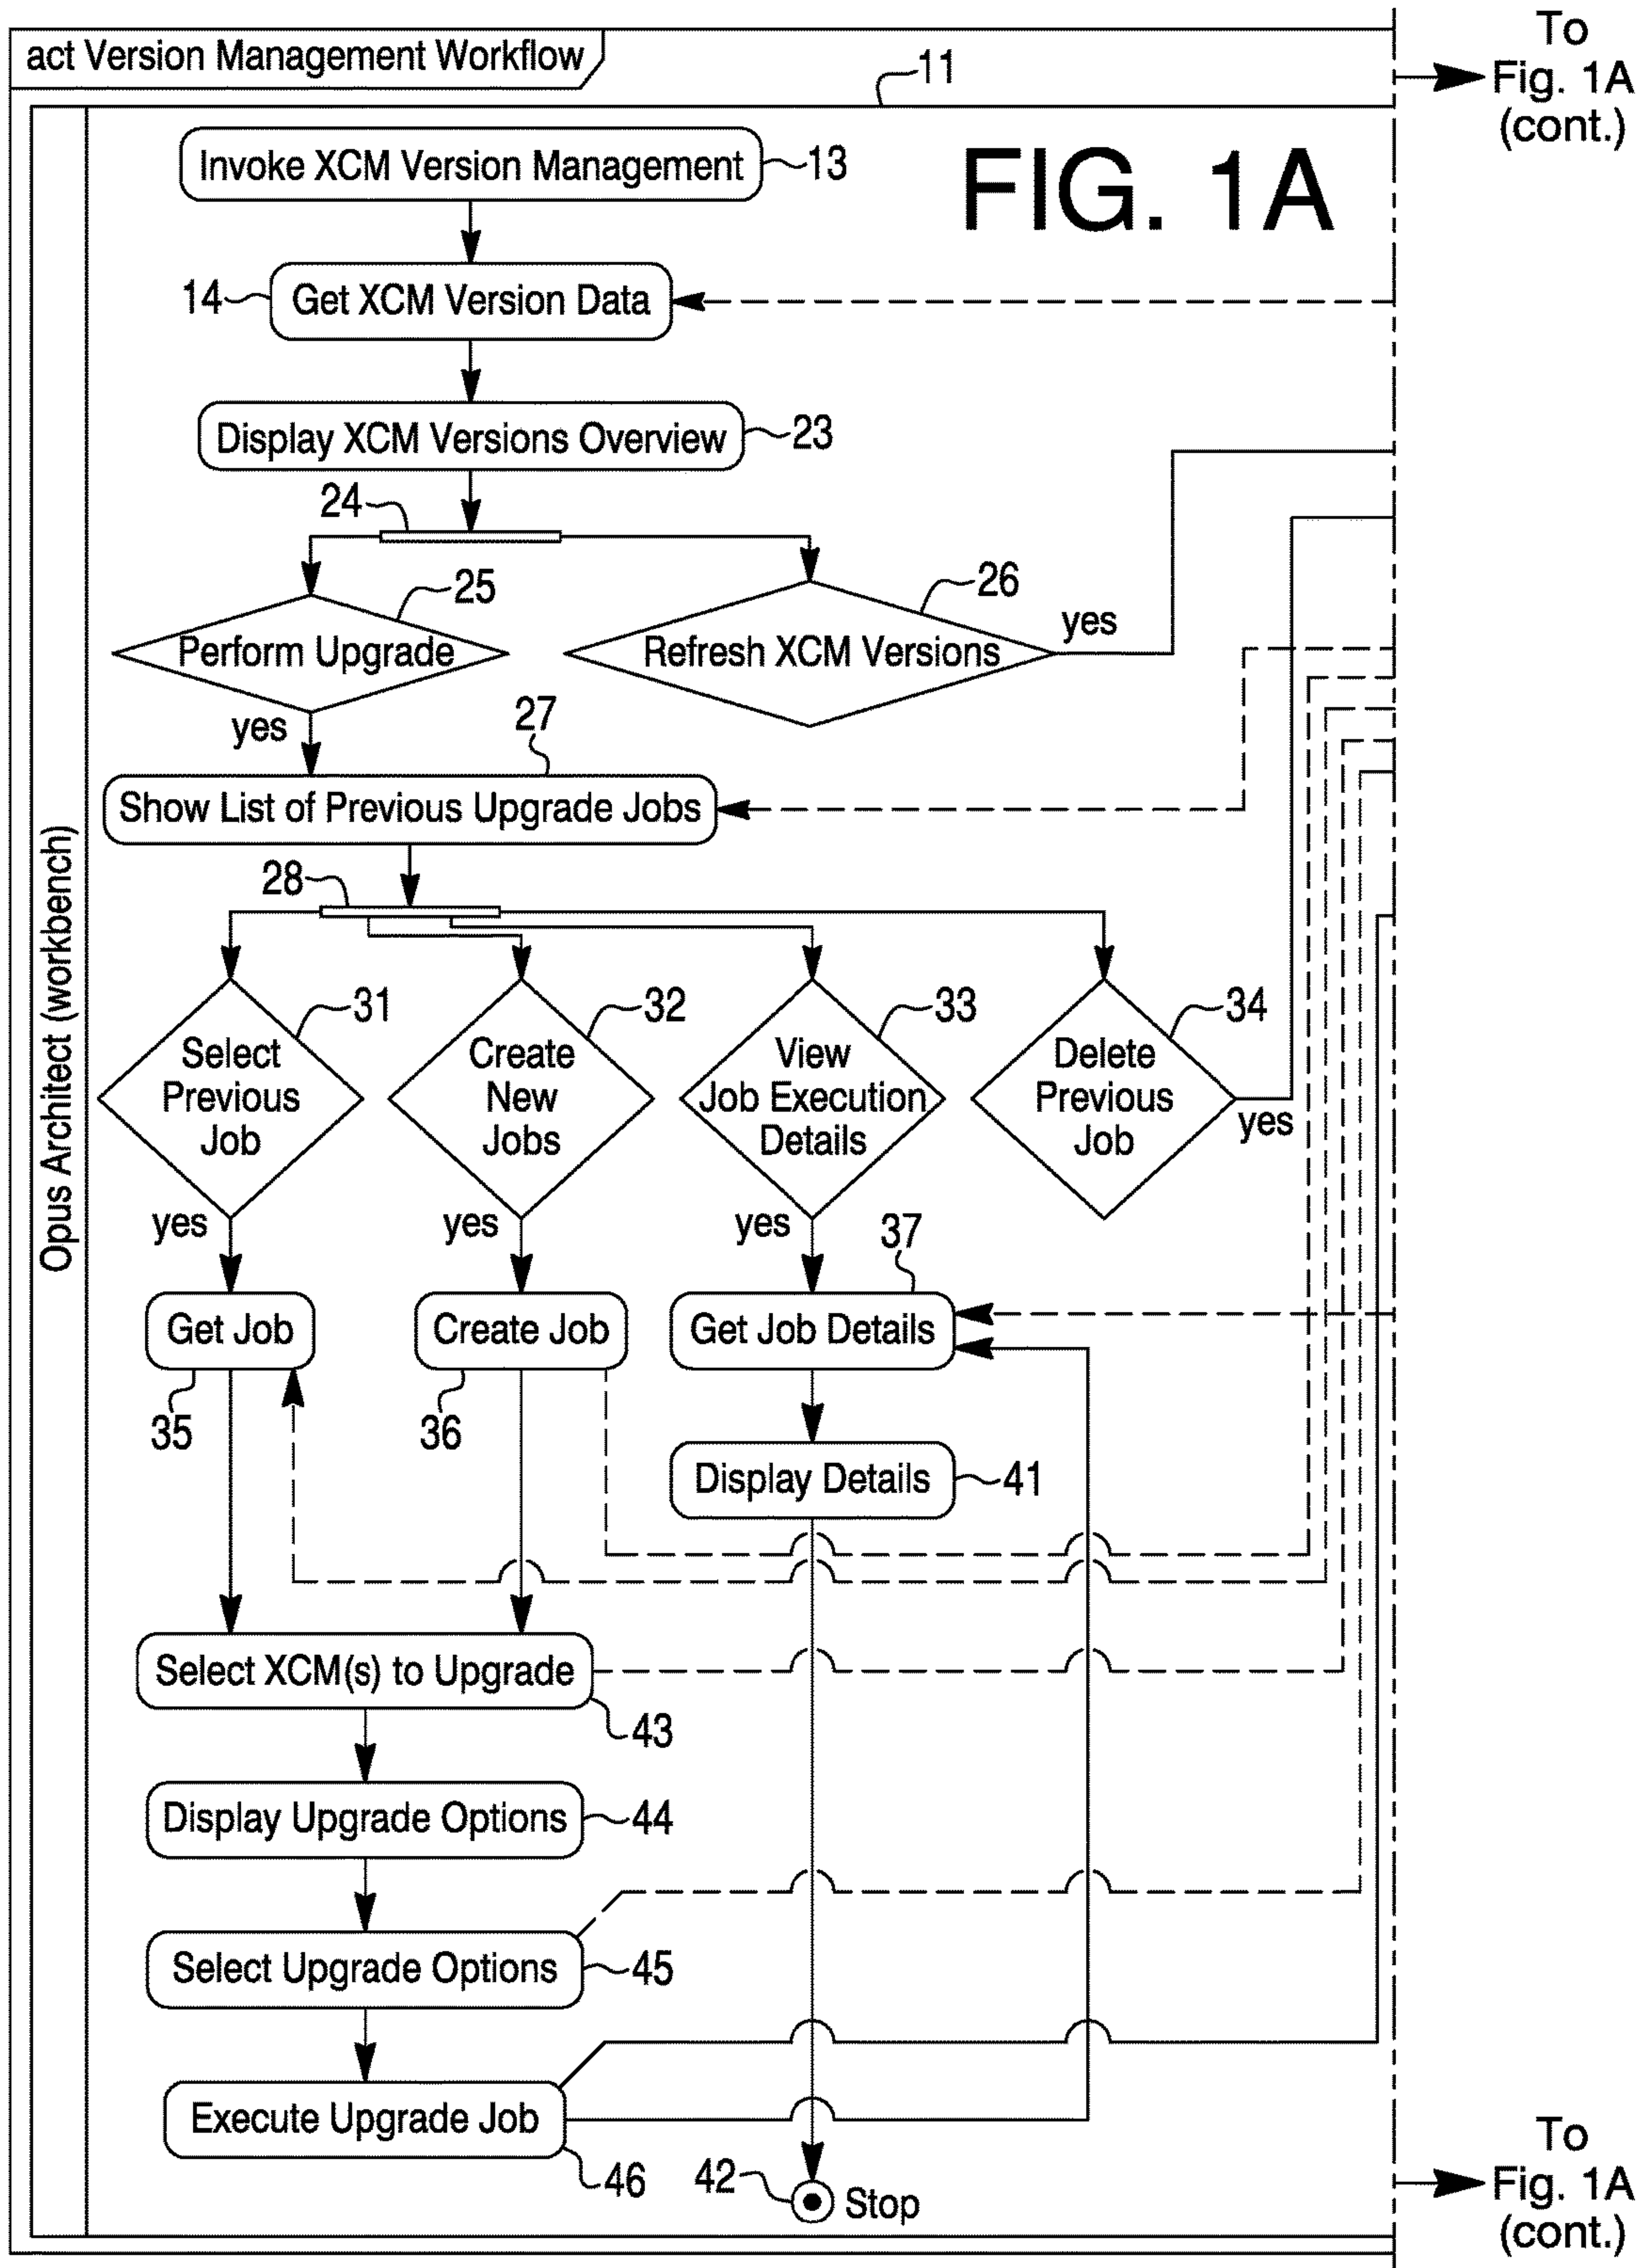 act Version Management Workflow
To
Fig. 1A
(cont.)
11
FIG. 1A
Invoke XCM Version Management
13
14
Get XCM Version Data
Display XCM Versions Overview
23
24
25
26
Perform Upgrade
Refresh XCM Versions
yes
yes
27
Show List of Previous Upgrade Jobs
28
Opus Architect (workbench)
31
32
33
34
Select
Previous
Job
Create
New
Jobs
View
Job Execution
Details
Delete
Previous
Job
yes
yes
yes
yes
37
Get Job
Create Job
Get Job Details
35
36
Display Details
41
Select XCM(s) to Upgrade
43
Display Upgrade Options
44
Select Upgrade Options
45
Execute Upgrade Job
46
42
Stop
To
Fig. 1A
(cont.)